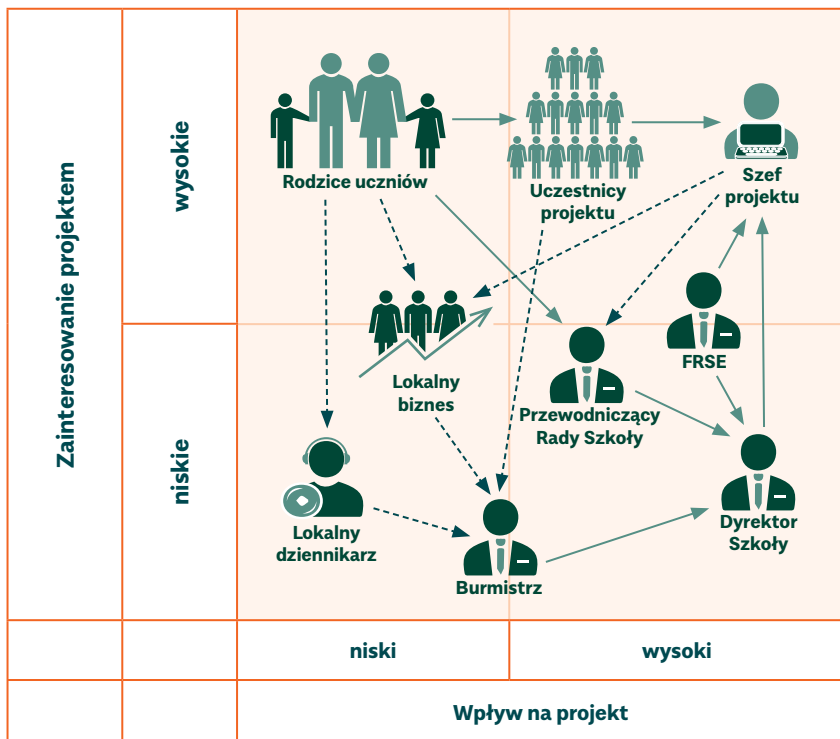 Zainteresowanie projektem
wysokie
niskie
Rodzice uczniów
Uczestnicy
projektu
Szef
projektu
Lokalny
biznes
FRSE
Przewodniczący
Rady Szkoły
Lokalny
dziennikarz
Burmistrz
Dyrektor
Szkoły
niski
wysoki
Wpływ na projekt